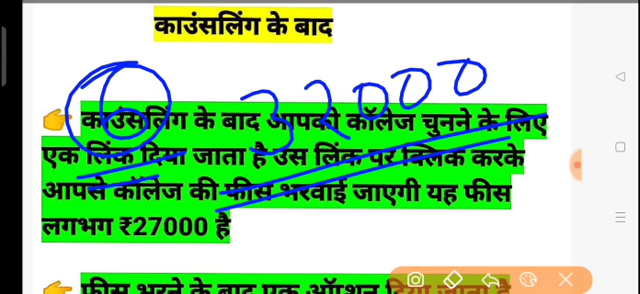 काउंसलिंग के बाद
32000
👉 काउंसलिंग के बाद आपको कॉलेज चुनने के लिए
एक लिंक दिया जाता है उस लिंक पर क्लिक करके
आपसे कॉलेज की फीस भरवाई जाएगी यह फीस
लगभग ₹27000 है
👉 फीस भरने के बाद एक ऑप्शन दिया जाता है